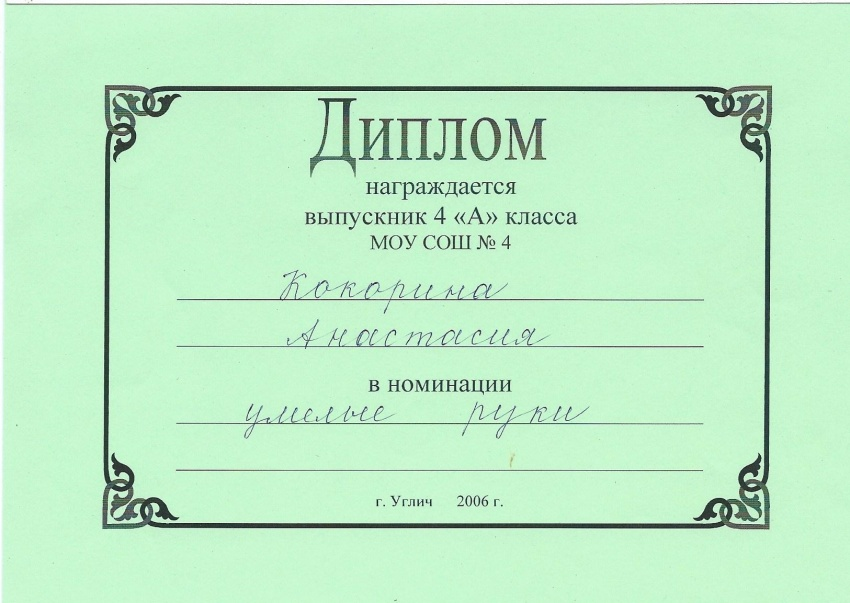 Диплом
награждается
выпускник 4 «А» класса
МОУ СОШ № 4
Кокорина
Анастасия
в номинации
умелые руки
г. Углич 2006 г.